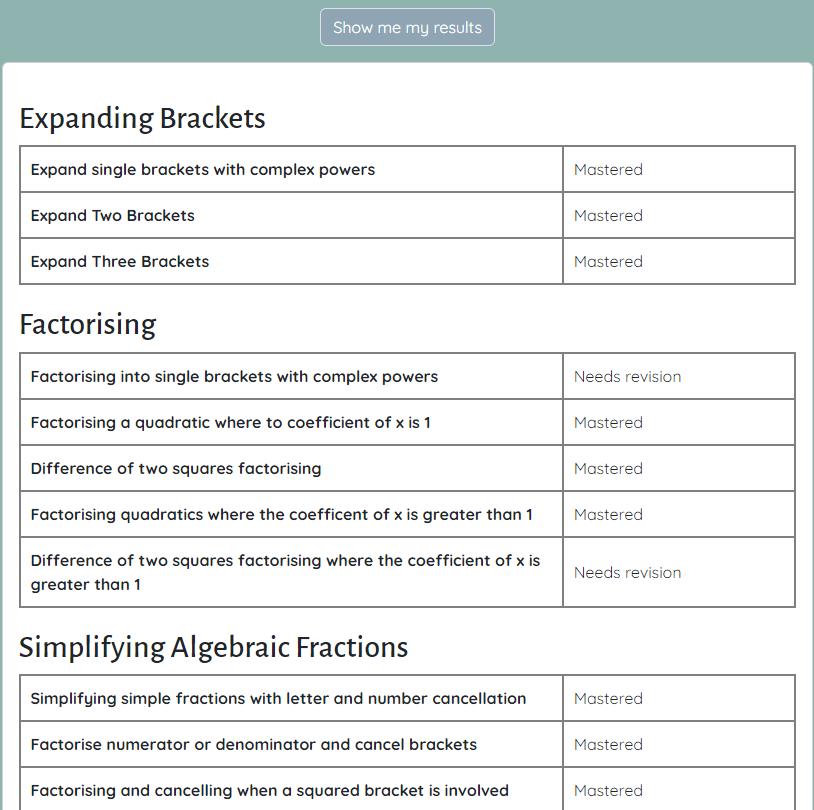 Show me my results
Expanding Brackets
Expand single brackets with complex powers Mastered
Expand Two Brackets Mastered
Expand Three Brackets Mastered
Factorising
Factorising into single brackets with complex powers Needs revision
Factorising a quadratic where to coefficient of x is 1 Mastered
Difference of two squares factorising Mastered
Factorising quadratics where the coefficent of x is greater than 1 Mastered
Difference of two squares factorising where the coefficient of x is
greater than 1 Needs revision
Simplifying Algebraic Fractions
Simplifying simple fractions with letter and number cancellation Mastered
Factorise numerator or denominator and cancel brackets Mastered
Factorising and cancelling when a squared bracket is involved Mastered